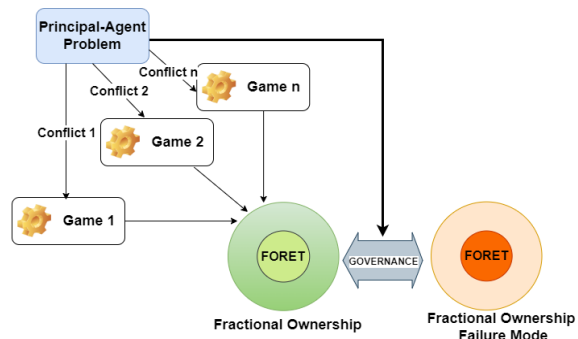 Principal-Agent
Problem
Conflict n
Game n
Conflict 2
Conflict 1
Game 2
Game 1
FORET
GOVERNANCE
FORET
Fractional Ownership
Fractional Ownership
Failure Mode